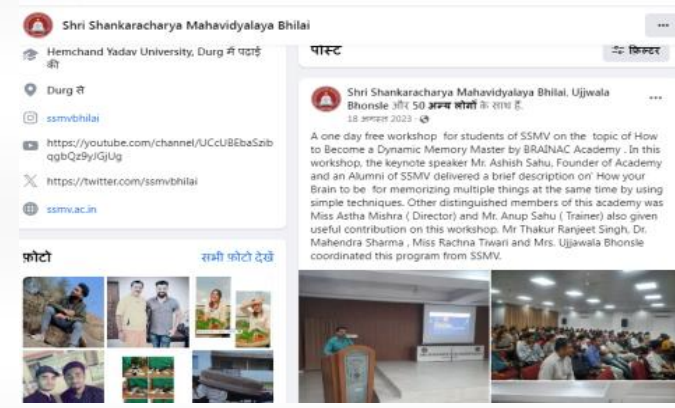 Shri Shankaracharya Mahavidyalaya Bhilai
Hemchand Yadav University, Durg में पढ़ाई
की
Durg से
ssmvbhilai
https://youtube.com/channel/UCcUBEbaSzib
qgbQz9yJGjUg
https://twitter.com/ssmvbhilai
ssmv.ac.in
फ़ोटो
सभी फ़ोटो देखें
पोस्ट
फ़िल्टर
Shri Shankaracharya Mahavidyalaya Bhilai, Ujjwala
Bhonsle और 50 अन्य लोगों के साथ हैं.
18 अगस्त 2023 ·
A one day free workshop for students of SSMV on the topic of How
to Become a Dynamic Memory Master by BRAINAC Academy . In this
workshop, the keynote speaker Mr. Ashish Sahu, Founder of Academy
and an Alumni of SSMV delivered a brief description on' How your
Brain to be for memorizing multiple things at the same time by using
simple techniques. Other distinguished members of this academy was
Miss Astha Mishra ( Director) and Mr. Anup Sahu ( Trainer) also given
useful contribution on this workshop. Mr Thakur Ranjeet Singh, Dr.
Mahendra Sharma , Miss Rachna Tiwari and Mrs. Ujjawala Bhonsle
coordinated this program from SSMV.